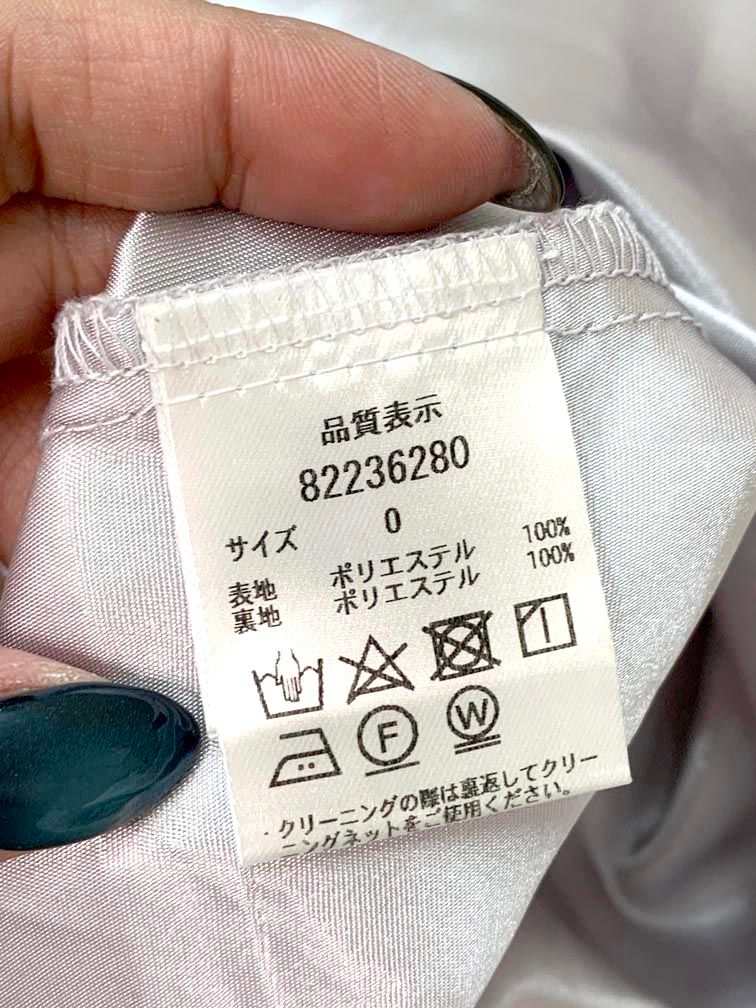 品質表示
82236280
サイズ 0
表地 ポリエステル 100%
裏地 ポリエステル 100%
F W
・クリーニングの際は裏返してクリー
ニングネットをご使用ください。